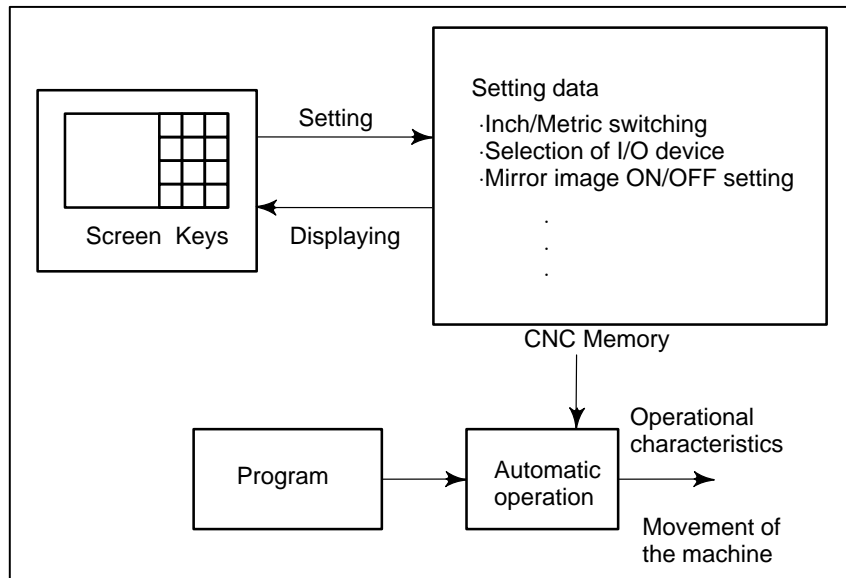 Setting data
·Inch/Metric switching
·Selection of I/O device
·Mirror image ON/OFF setting
.
.
.
Setting
Displaying
Screen Keys
CNC Memory
Program
Automatic
operation
Operational
characteristics
Movement of
the machine